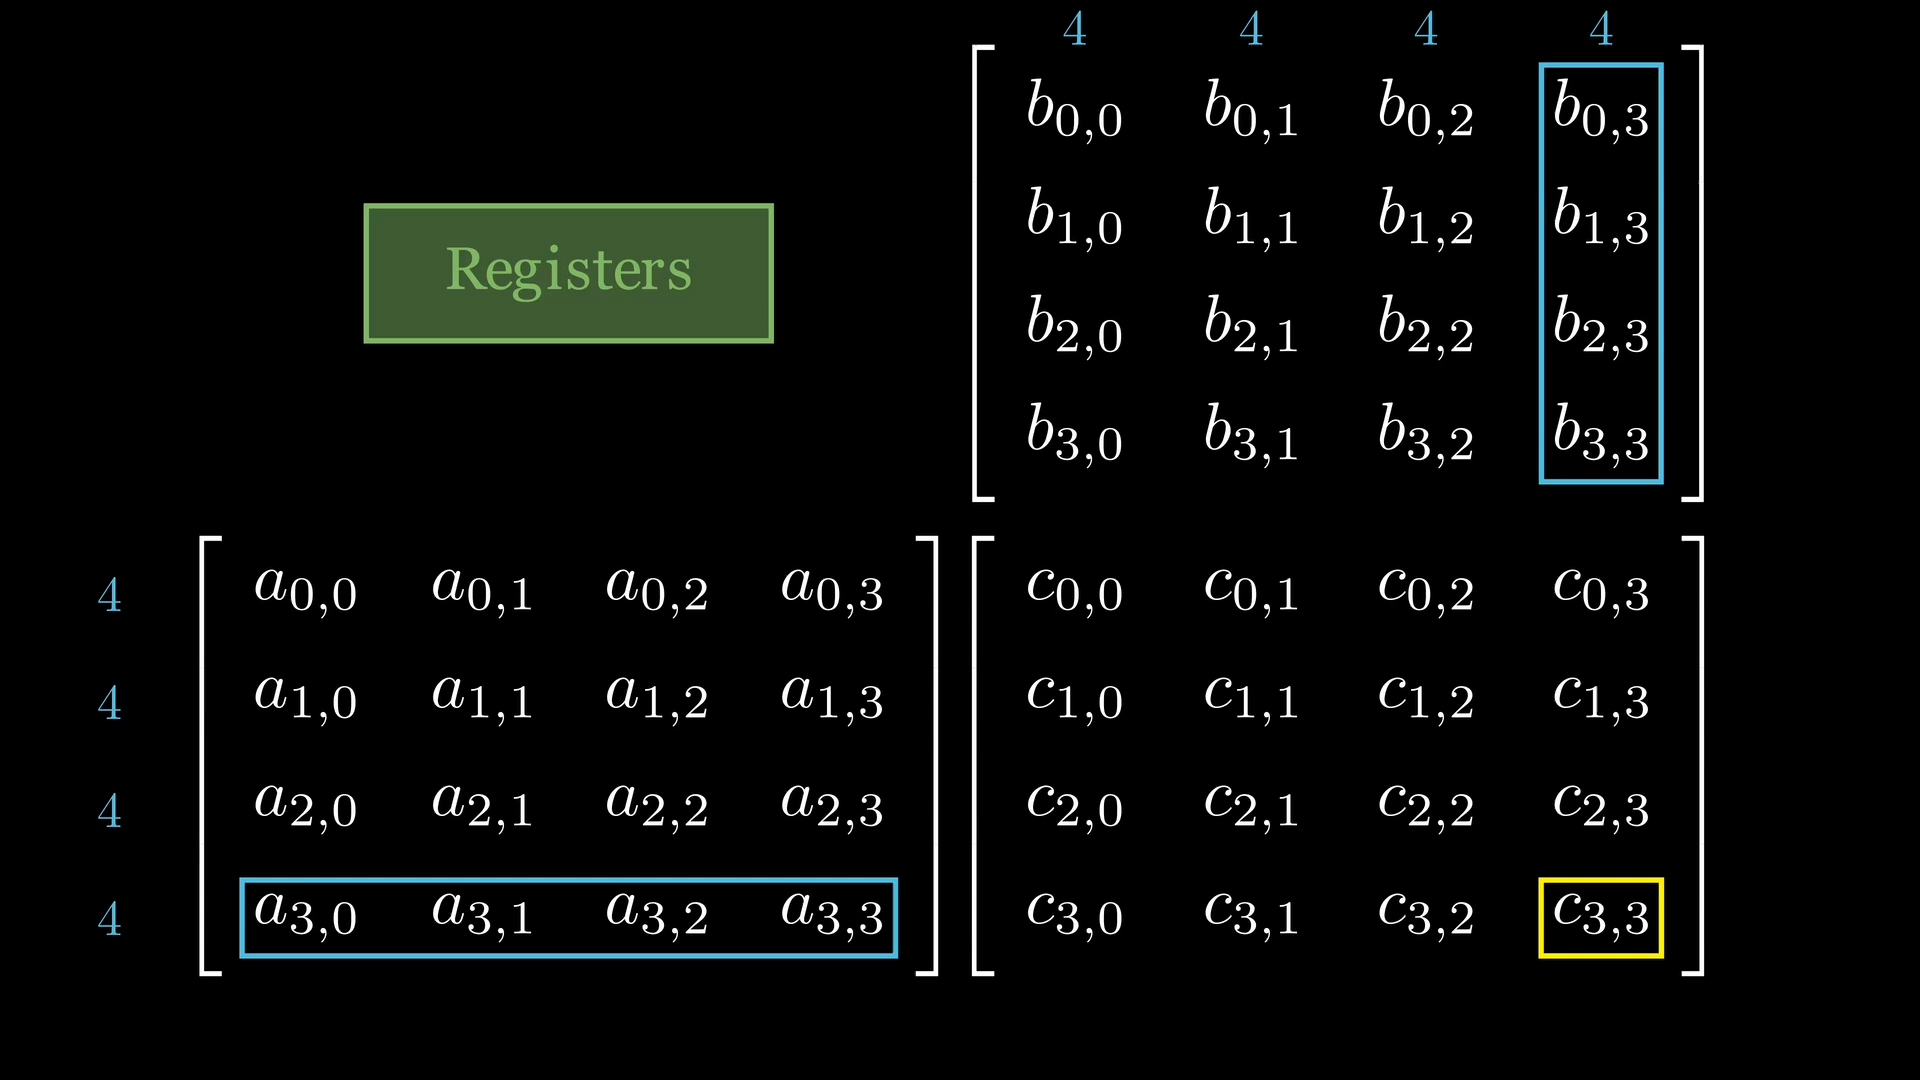 4 4 4 4
b0,0 b0,1 b0,2 b0,3
b1,0 b1,1 b1,2 b1,3
Registers
b2,0 b2,1 b2,2 b2,3
b3,0 b3,1 b3,2 b3,3
4 a0,0 a0,1 a0,2 a0,3 c0,0 c0,1 c0,2 c0,3
4 a1,0 a1,1 a1,2 a1,3 c1,0 c1,1 c1,2 c1,3
4 a2,0 a2,1 a2,2 a2,3 c2,0 c2,1 c2,2 c2,3
4 a3,0 a3,1 a3,2 a3,3 c3,0 c3,1 c3,2 c3,3